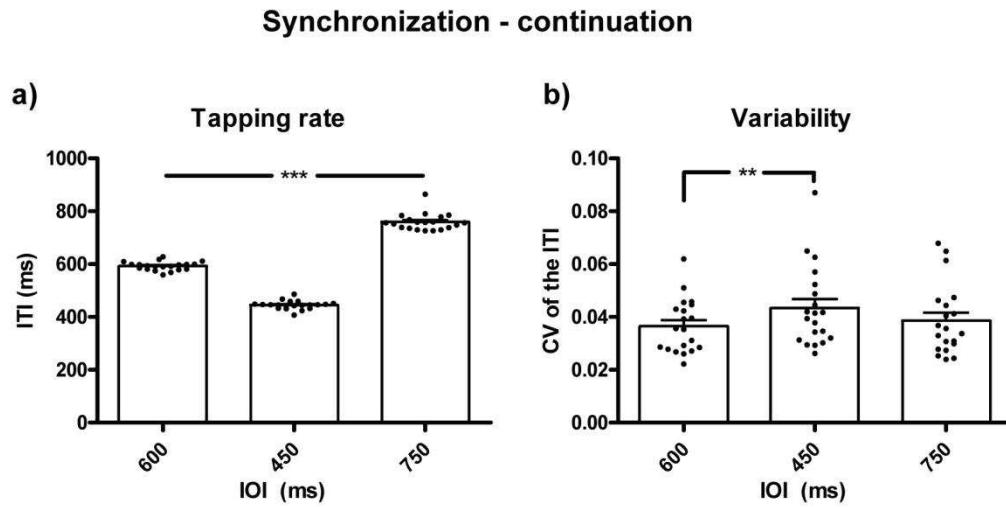 Synchronization - continuation
a)
Tapping rate
1000
800
600
400
200
0
ITI (ms)
***
600
450
750
IOI (ms)
b)
Variability
0.10
0.08
0.06
0.04
0.02
0.00
CV of the ITI
**
600
450
750
IOI (ms)